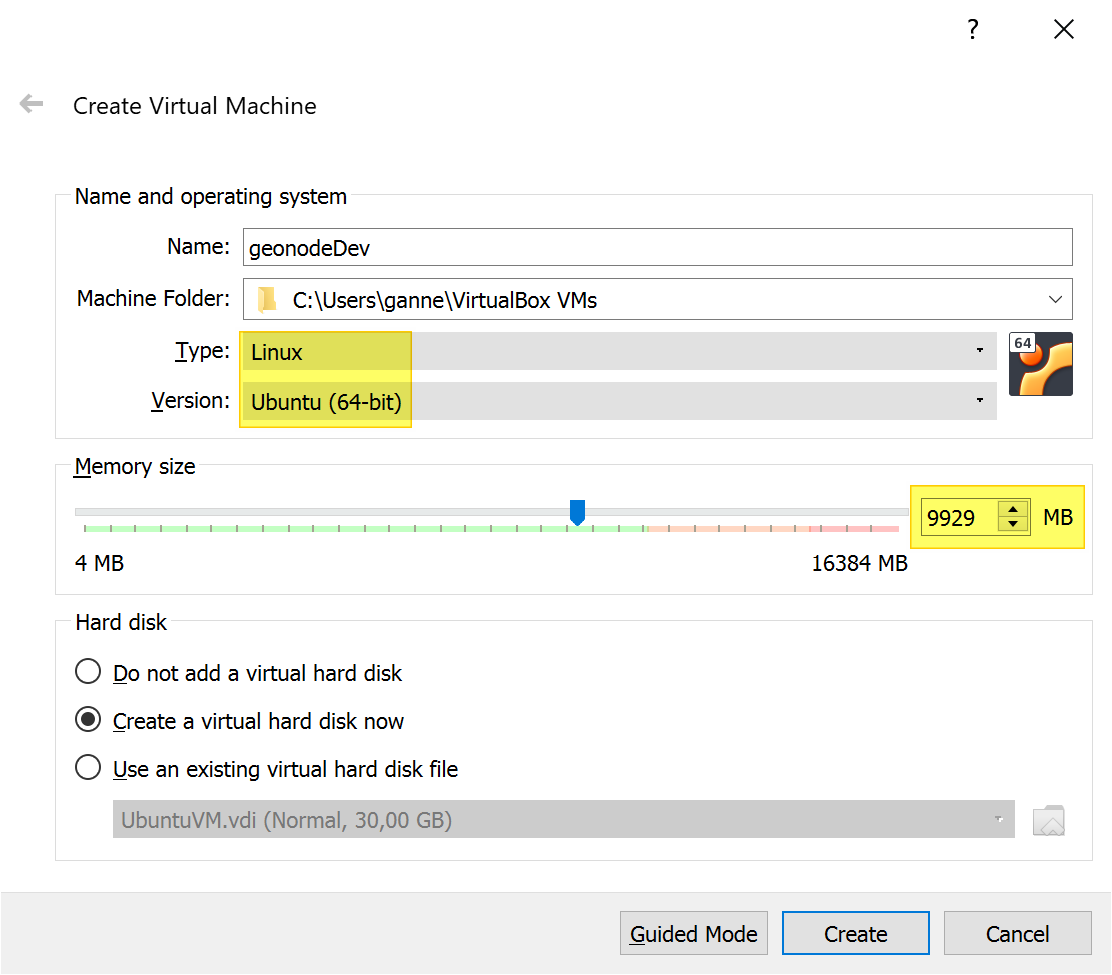 ?
Create Virtual Machine
Name and operating system
Name: geonodeDev
Machine Folder: C:\Users\ganne\VirtualBox VMs
Type: Linux
64
Version: Ubuntu (64-bit)
Memory size
9929 MB
4 MB 16384 MB
Hard disk
Do not add a virtual hard disk
Create a virtual hard disk now
Use an existing virtual hard disk file
UbuntuVM.vdi (Normal, 30,00 GB)
Guided Mode Create Cancel